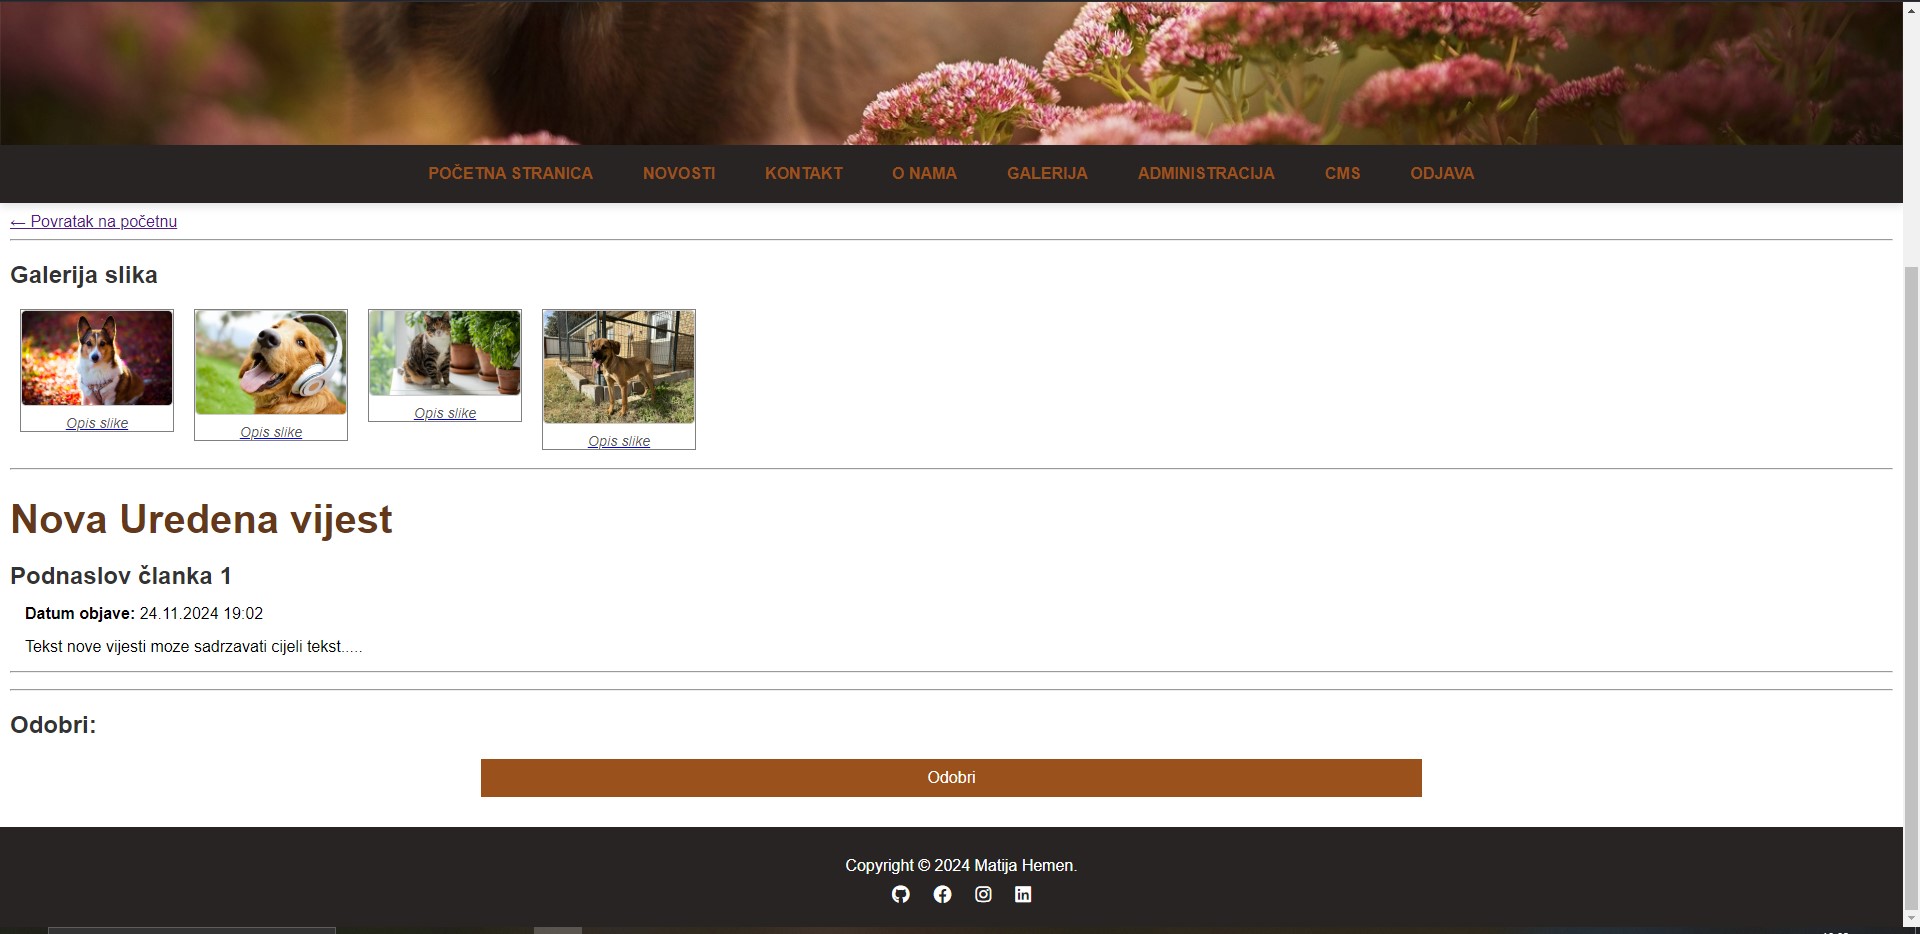 POČETNA STRANICA NOVOSTI KONTAKT O NAMA GALERIJA ADMINISTRACIJA CMS ODJAVA
← Povratak na početnu
Galerija slika
Opis slike
Opis slike
Opis slike
Opis slike
Nova Uredena vijest
Podnaslov članka 1
Datum objave: 24.11.2024 19:02
Tekst nove vijesti moze sadrzavati cijeli tekst.....
Odobri:
Odobri
Copyright © 2024 Matija Hemen.